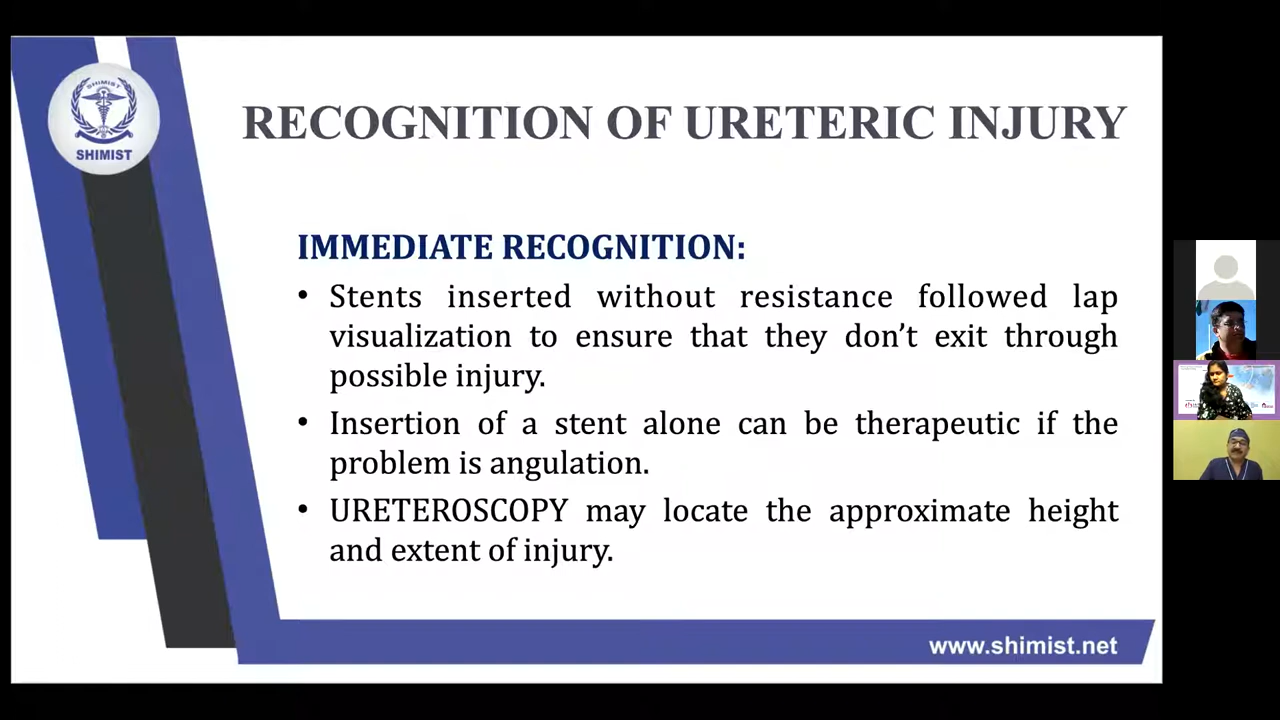 SHIMIST
SHIMIST
RECOGNITION OF URETERIC INJURY
IMMEDIATE RECOGNITION:
• Stents inserted without resistance followed lap
visualization to ensure that they don’t exit through
possible injury.
• Insertion of a stent alone can be therapeutic if the
problem is angulation.
• URETEROSCOPY may locate the approximate height
and extent of injury.
www.shimist.net